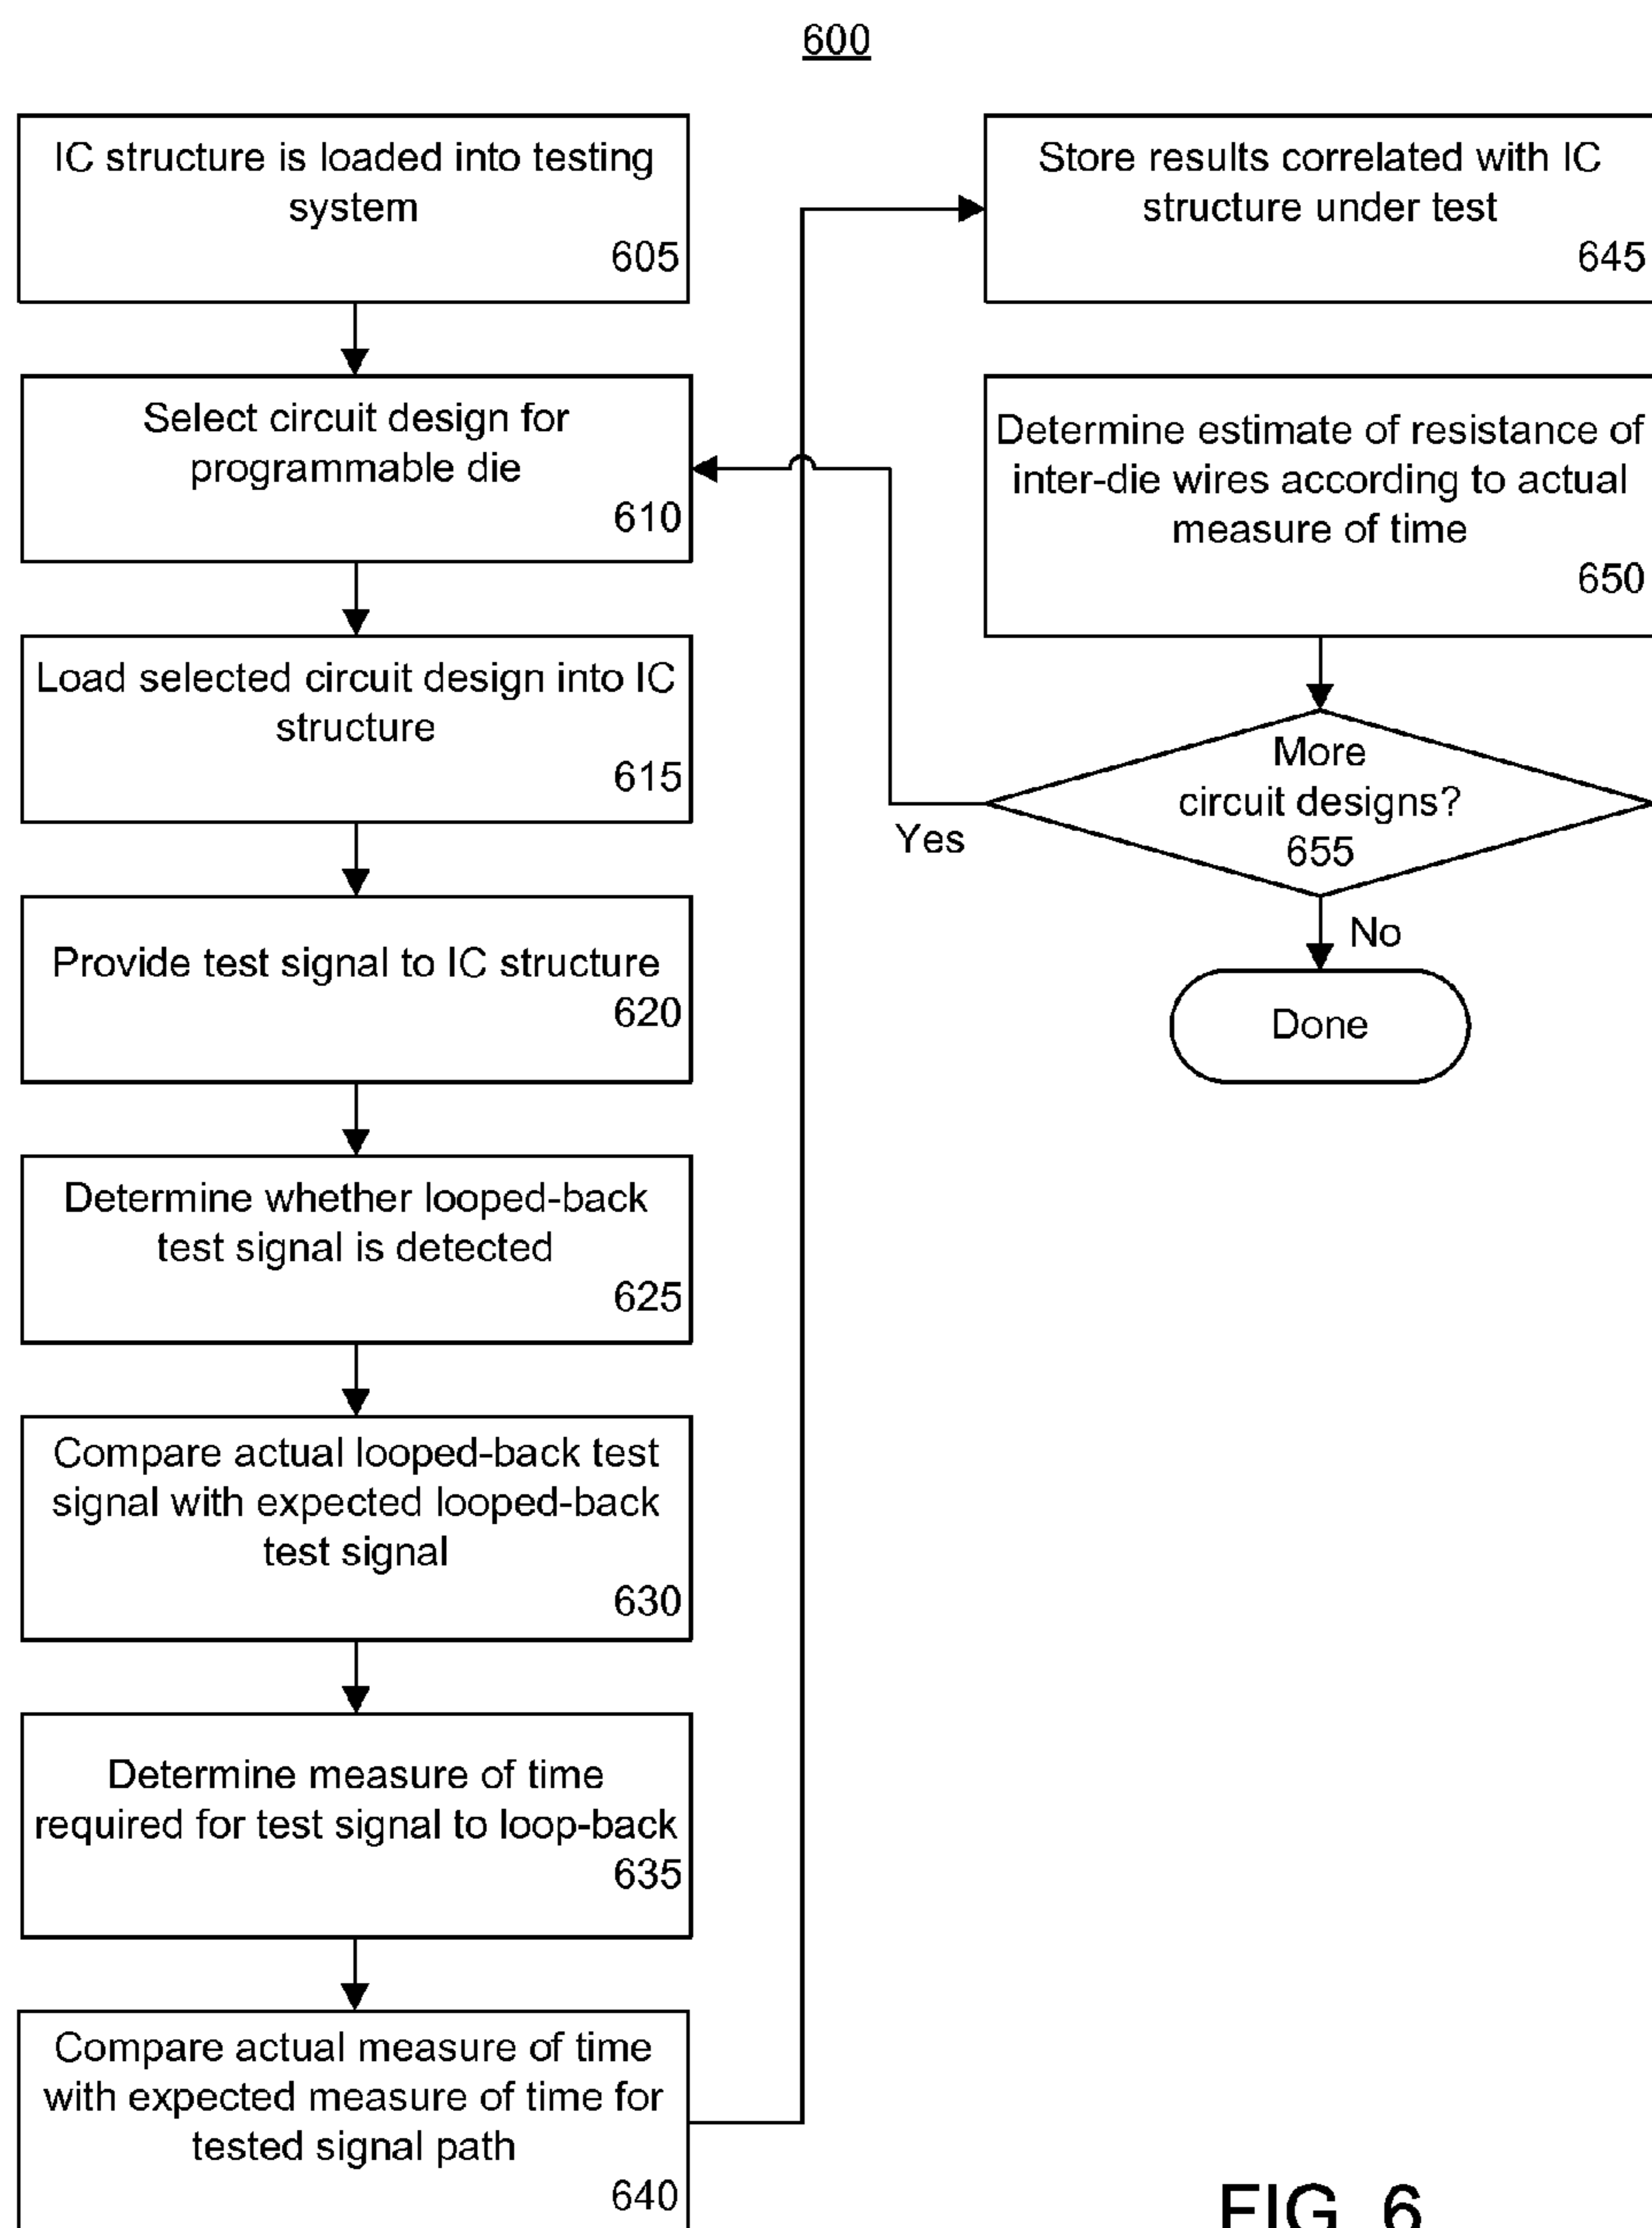 600
IC structure is loaded into testing
system
605
Select circuit design for
programmable die
610
Load selected circuit design into IC
structure
615
Provide test signal to IC structure
620
Determine whether looped-back
test signal is detected
625
Compare actual looped-back test
signal with expected looped-back
test signal
630
Determine measure of time
required for test signal to loop-back
635
Compare actual measure of time
with expected measure of time for
tested signal path
640
Store results correlated with IC
structure under test
645
Determine estimate of resistance of
inter-die wires according to actual
measure of time
650
More
circuit designs?
655
Yes
No
Done
FIG. 6